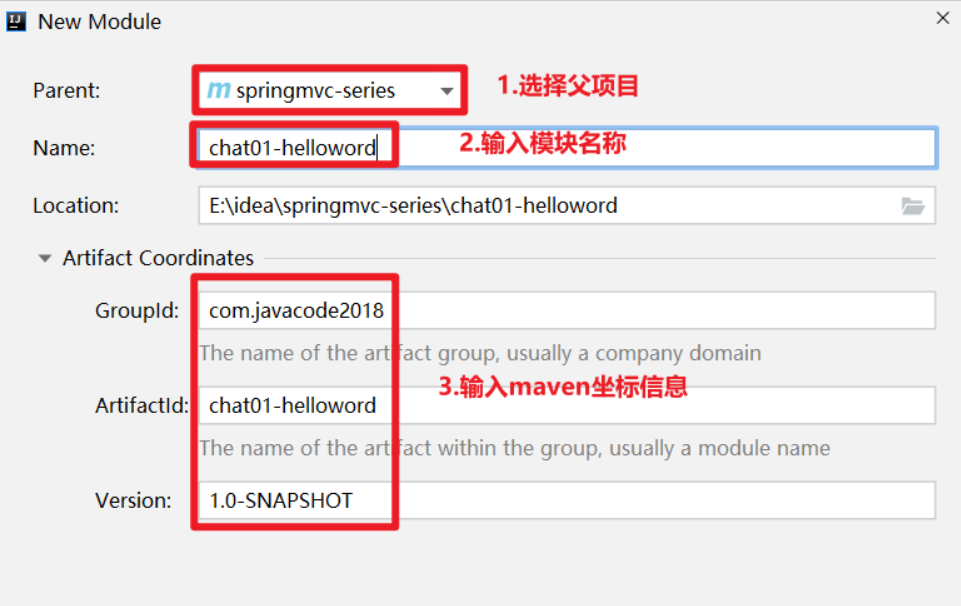 New Module
Parent: springmvc-series 1.选择父项目
Name: chat01-helloword 2.输入模块名称
Location: E:\idea\springmvc-series\chat01-helloword
Artifact Coordinates
GroupId: com.javacode2018
The name of the artifact group, usually a company domain
3.输入maven坐标信息
ArtifactId: chat01-helloword
The name of the artifact within the group, usually a module name
Version: 1.0-SNAPSHOT